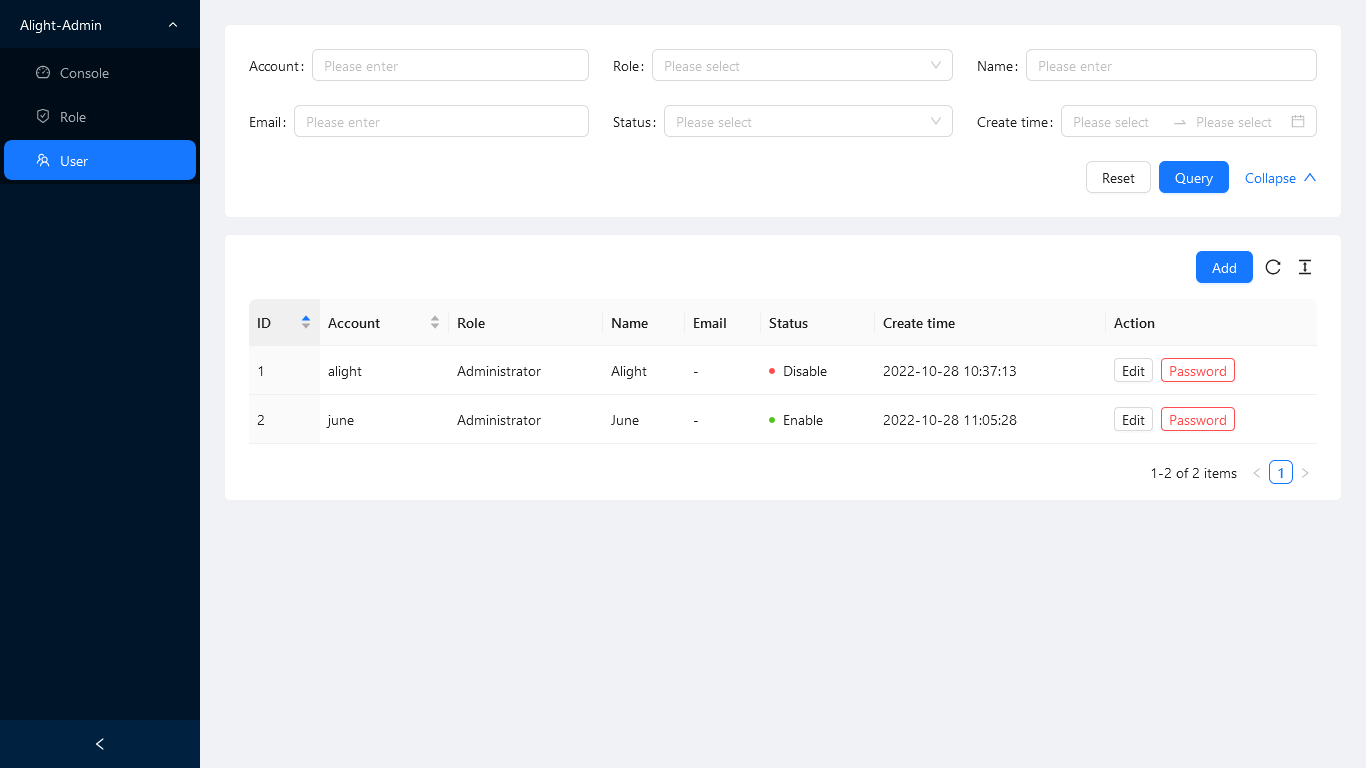 Alight-Admin
Console
Role
User
Account: Please enter Role: Please select Name: Please enter
Email: Please enter Status: Please select Create time: Please select Please select
Reset Query Collapse
Add
ID Account Role Name Email Status Create time Action
1 alight Administrator Alight - Disable 2022-10-28 10:37:13 Edit Password
2 june Administrator June - Enable 2022-10-28 11:05:28 Edit Password
1-2 of 2 items 1